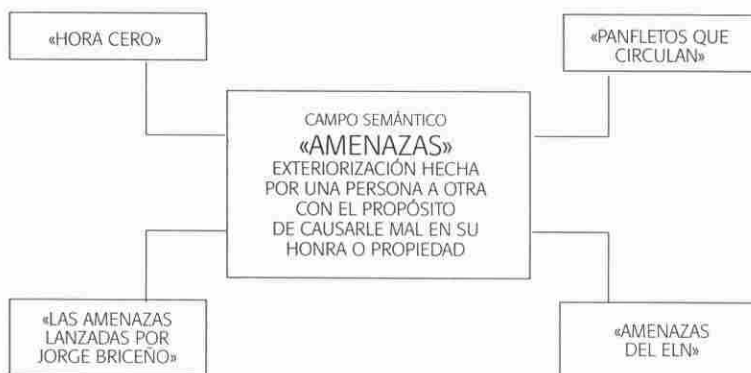 «HORA CERO»
«PANFLETOS QUE
CIRCULAN»
CAMPO SEMÁNTICO
«AMENAZAS»
EXTERIORIZACIÓN HECHA
POR UNA PERSONA A OTRA
CON EL PROPÓSITO
DE CAUSARLE MAL EN SU
HONRA O PROPIEDAD
«LAS AMENAZAS
LANZADAS POR
JORGE BRICEÑO»
«AMENAZAS
DEL ELN»